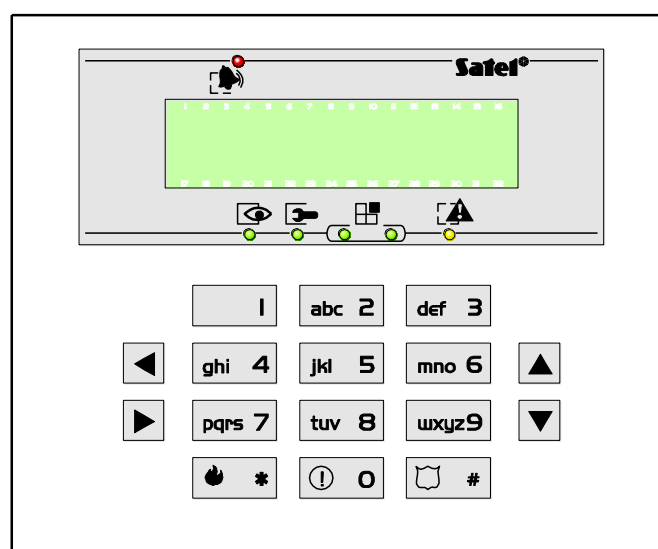 Satel®
1 2 3 4 5 6 7 8 9 10 11 12 13 14 15 16
17 18 19 20 21 22 23 24 25 26 27 28 29 30 31 32
1 abc 2 def 3
ghi 4 jkl 5 mno 6
pqrs 7 tuv 8 wxyz 9
* 0 #